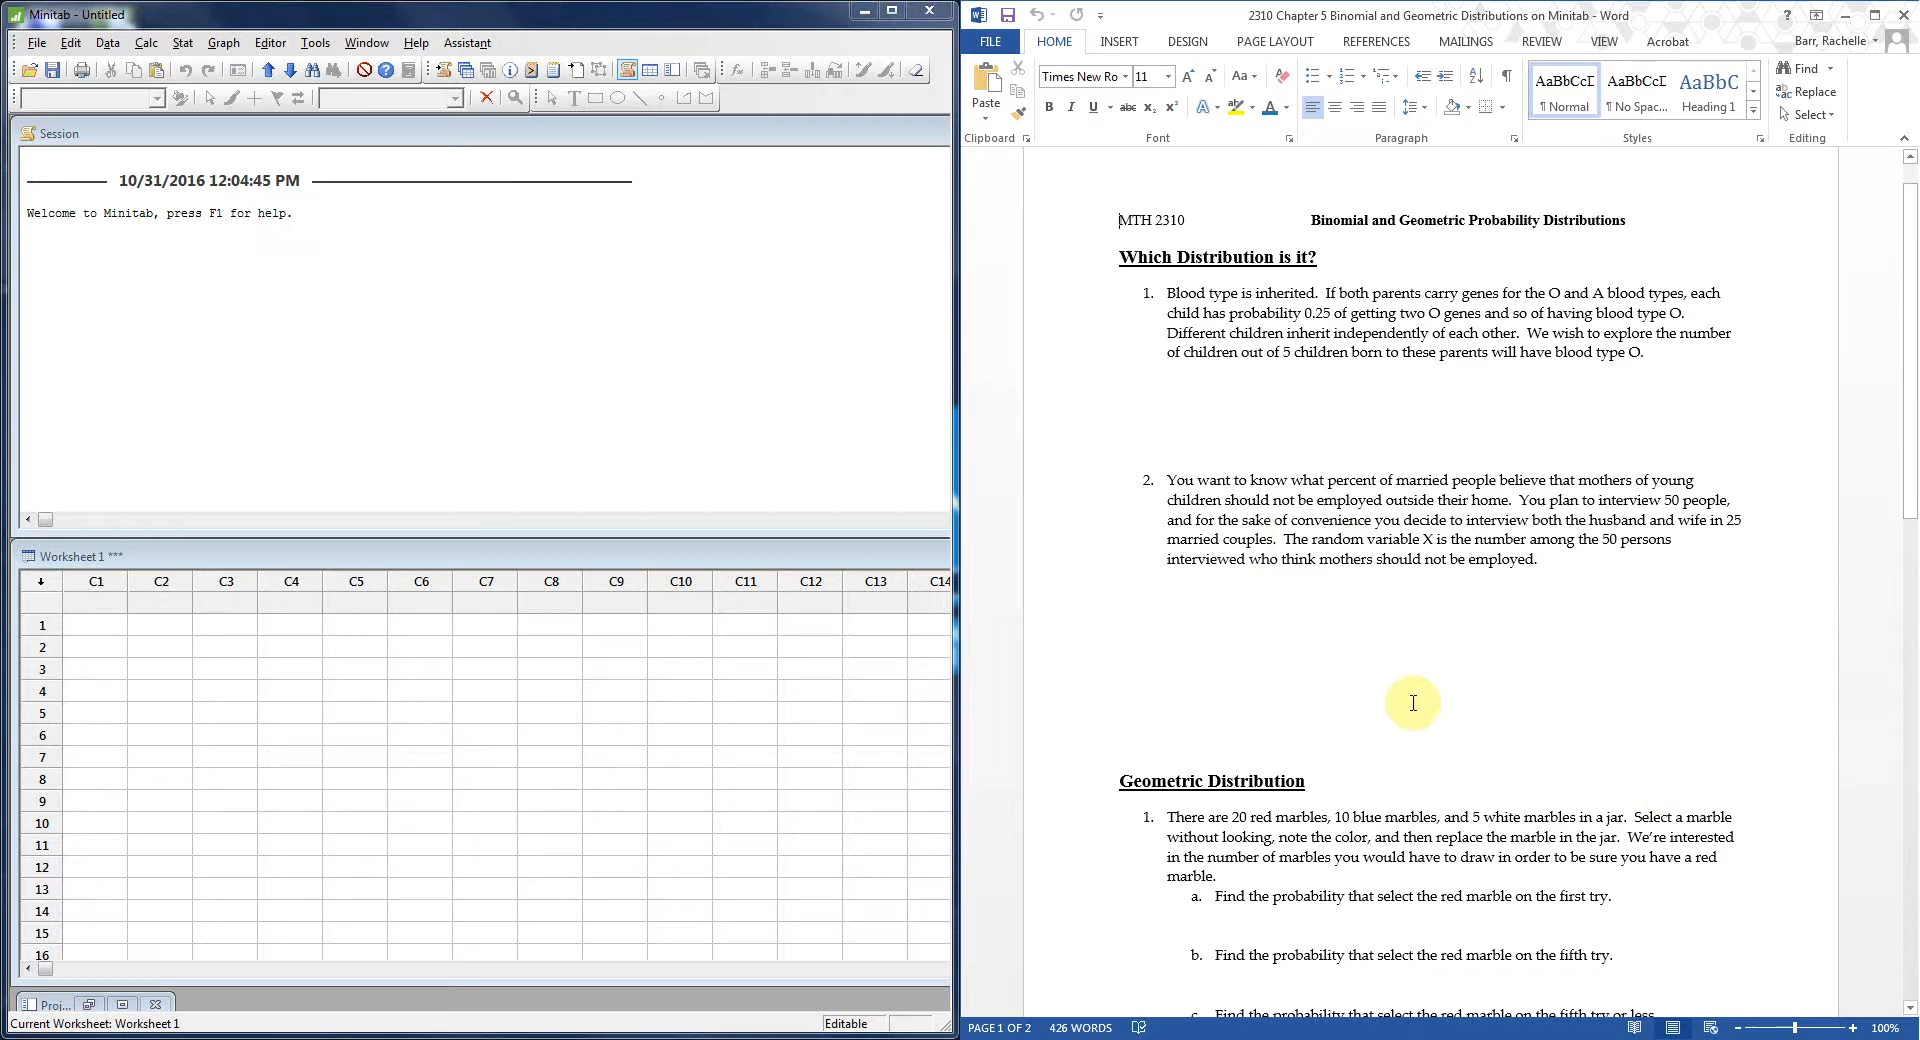 Minitab - Untitled
File Edit Data Calc Stat Graph Editor Tools Window Help Assistant
Session
10/31/2016 12:04:45 PM
Welcome to Minitab, press F1 for help.
Worksheet 1 ***
C1 C2 C3 C4 C5 C6 C7 C8 C9 C10 C11 C12 C13 C14
1
2
3
4
5
6
7
8
9
10
11
12
13
14
15
16
Proj...
Current Worksheet: Worksheet 1 Editable
2310 Chapter 5 Binomial and Geometric Distributions on Minitab - Word
FILE HOME INSERT DESIGN PAGE LAYOUT REFERENCES MAILINGS REVIEW VIEW Acrobat Barr, Rachelle
Times New Ro 11
Paste
AaBbCcD AaBbCcD AaBbC
¶ Normal ¶ No Spac... Heading 1
Find
Replace
Select
Clipboard Font Paragraph Styles Editing
MTH 2310 Binomial and Geometric Probability Distributions
Which Distribution is it?
1. Blood type is inherited. If both parents carry genes for the O and A blood types, each
child has probability 0.25 of getting two O genes and so of having blood type O.
Different children inherit independently of each other. We wish to explore the number
of children out of 5 children born to these parents will have blood type O.
2. You want to know what percent of married people believe that mothers of young
children should not be employed outside their home. You plan to interview 50 people,
and for the sake of convenience you decide to interview both the husband and wife in 25
married couples. The random variable X is the number among the 50 persons
interviewed who think mothers should not be employed.
Geometric Distribution
1. There are 20 red marbles, 10 blue marbles, and 5 white marbles in a jar. Select a marble
without looking, note the color, and then replace the marble in the jar. We're interested
in the number of marbles you would have to draw in order to be sure you have a red
marble.
a. Find the probability that select the red marble on the first try.
b. Find the probability that select the red marble on the fifth try.
c. Find the probability that select the red marble on the fifth try or less
PAGE 1 OF 2 426 WORDS 100%